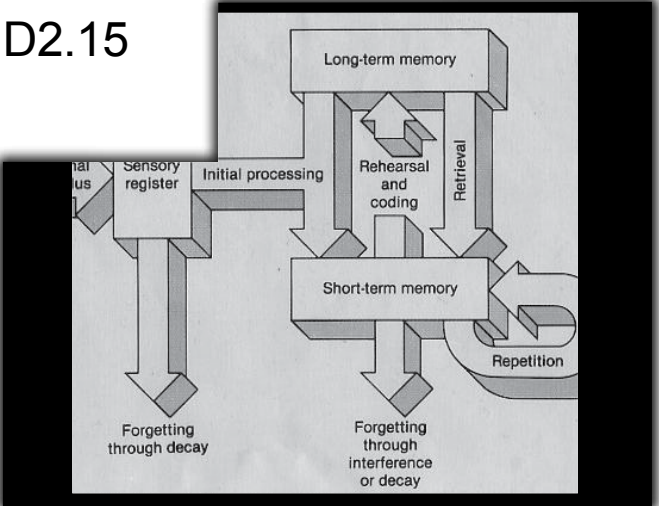 D2.15
Long-term memory
Sensory
register
Initial processing
Rehearsal
and
coding
Retrieval
Short-term memory
Repetition
Forgetting
through decay
Forgetting
through
interference
or decay